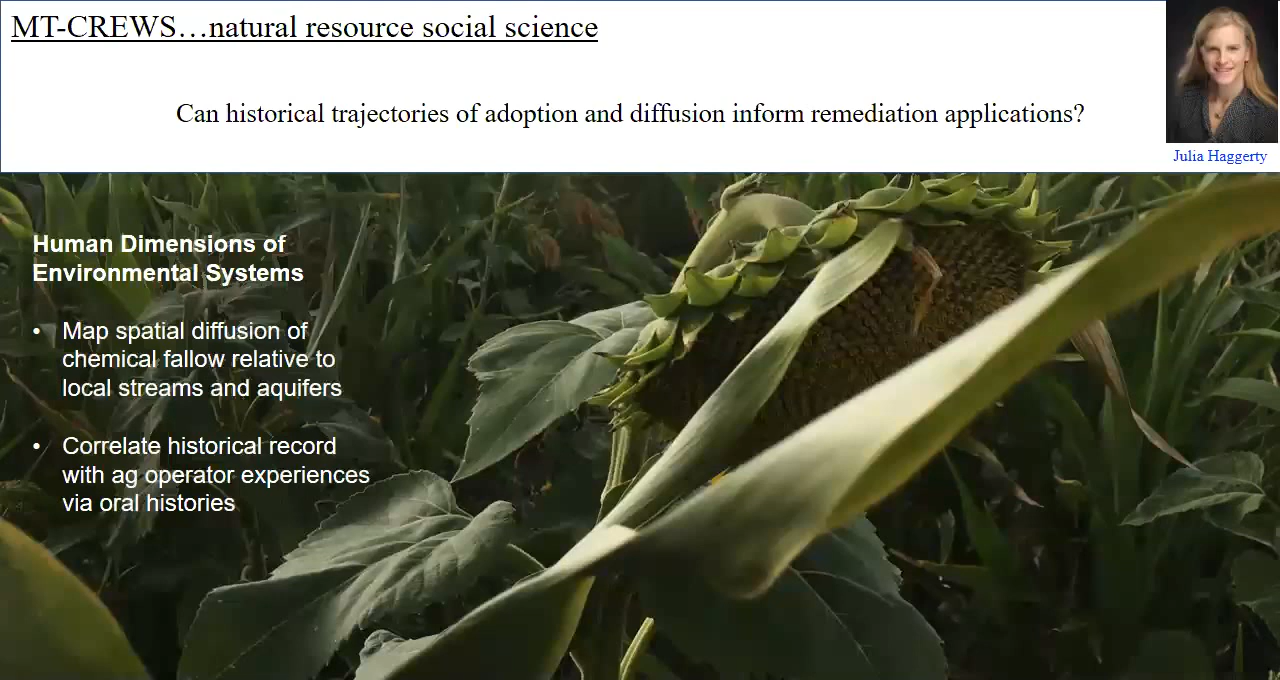 MT-CREWS…natural resource social science
Can historical trajectories of adoption and diffusion inform remediation applications?
Julia Haggerty
Human Dimensions of
Environmental Systems
• Map spatial diffusion of
chemical fallow relative to
local streams and aquifers
• Correlate historical record
with ag operator experiences
via oral histories